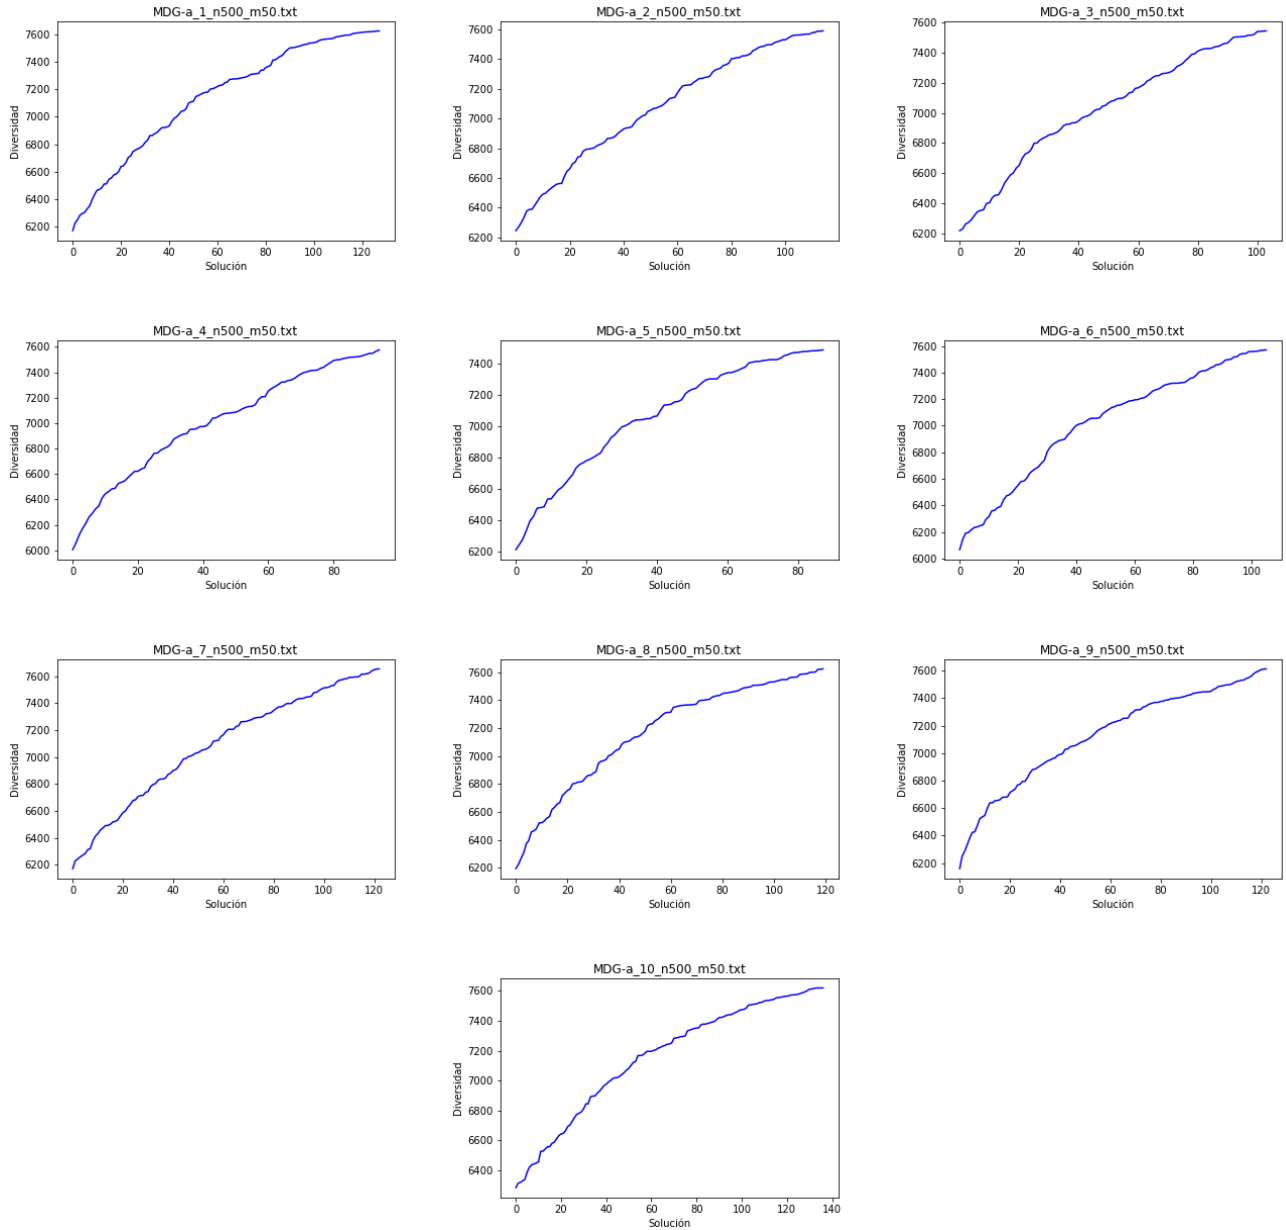 MDG-a_1_n500_m50.txt
7600
7400
7200
7000
6800
6600
6400
6200
Diversidad
0 20 40 60 80 100 120
Solución
MDG-a_2_n500_m50.txt
7600
7400
7200
7000
6800
6600
6400
6200
Diversidad
0 20 40 60 80 100
Solución
MDG-a_3_n500_m50.txt
7600
7400
7200
7000
6800
6600
6400
6200
Diversidad
0 20 40 60 80 100
Solución
MDG-a_4_n500_m50.txt
7600
7400
7200
7000
6800
6600
6400
6200
6000
Diversidad
0 20 40 60 80
Solución
MDG-a_5_n500_m50.txt
7400
7200
7000
6800
6600
6400
6200
Diversidad
0 20 40 60 80
Solución
MDG-a_6_n500_m50.txt
7600
7400
7200
7000
6800
6600
6400
6200
6000
Diversidad
0 20 40 60 80 100
Solución
MDG-a_7_n500_m50.txt
7600
7400
7200
7000
6800
6600
6400
6200
Diversidad
0 20 40 60 80 100 120
Solución
MDG-a_8_n500_m50.txt
7600
7400
7200
7000
6800
6600
6400
6200
Diversidad
0 20 40 60 80 100 120
Solución
MDG-a_9_n500_m50.txt
7600
7400
7200
7000
6800
6600
6400
6200
Diversidad
0 20 40 60 80 100 120
Solución
MDG-a_10_n500_m50.txt
7600
7400
7200
7000
6800
6600
6400
Diversidad
0 20 40 60 80 100 120 140
Solución